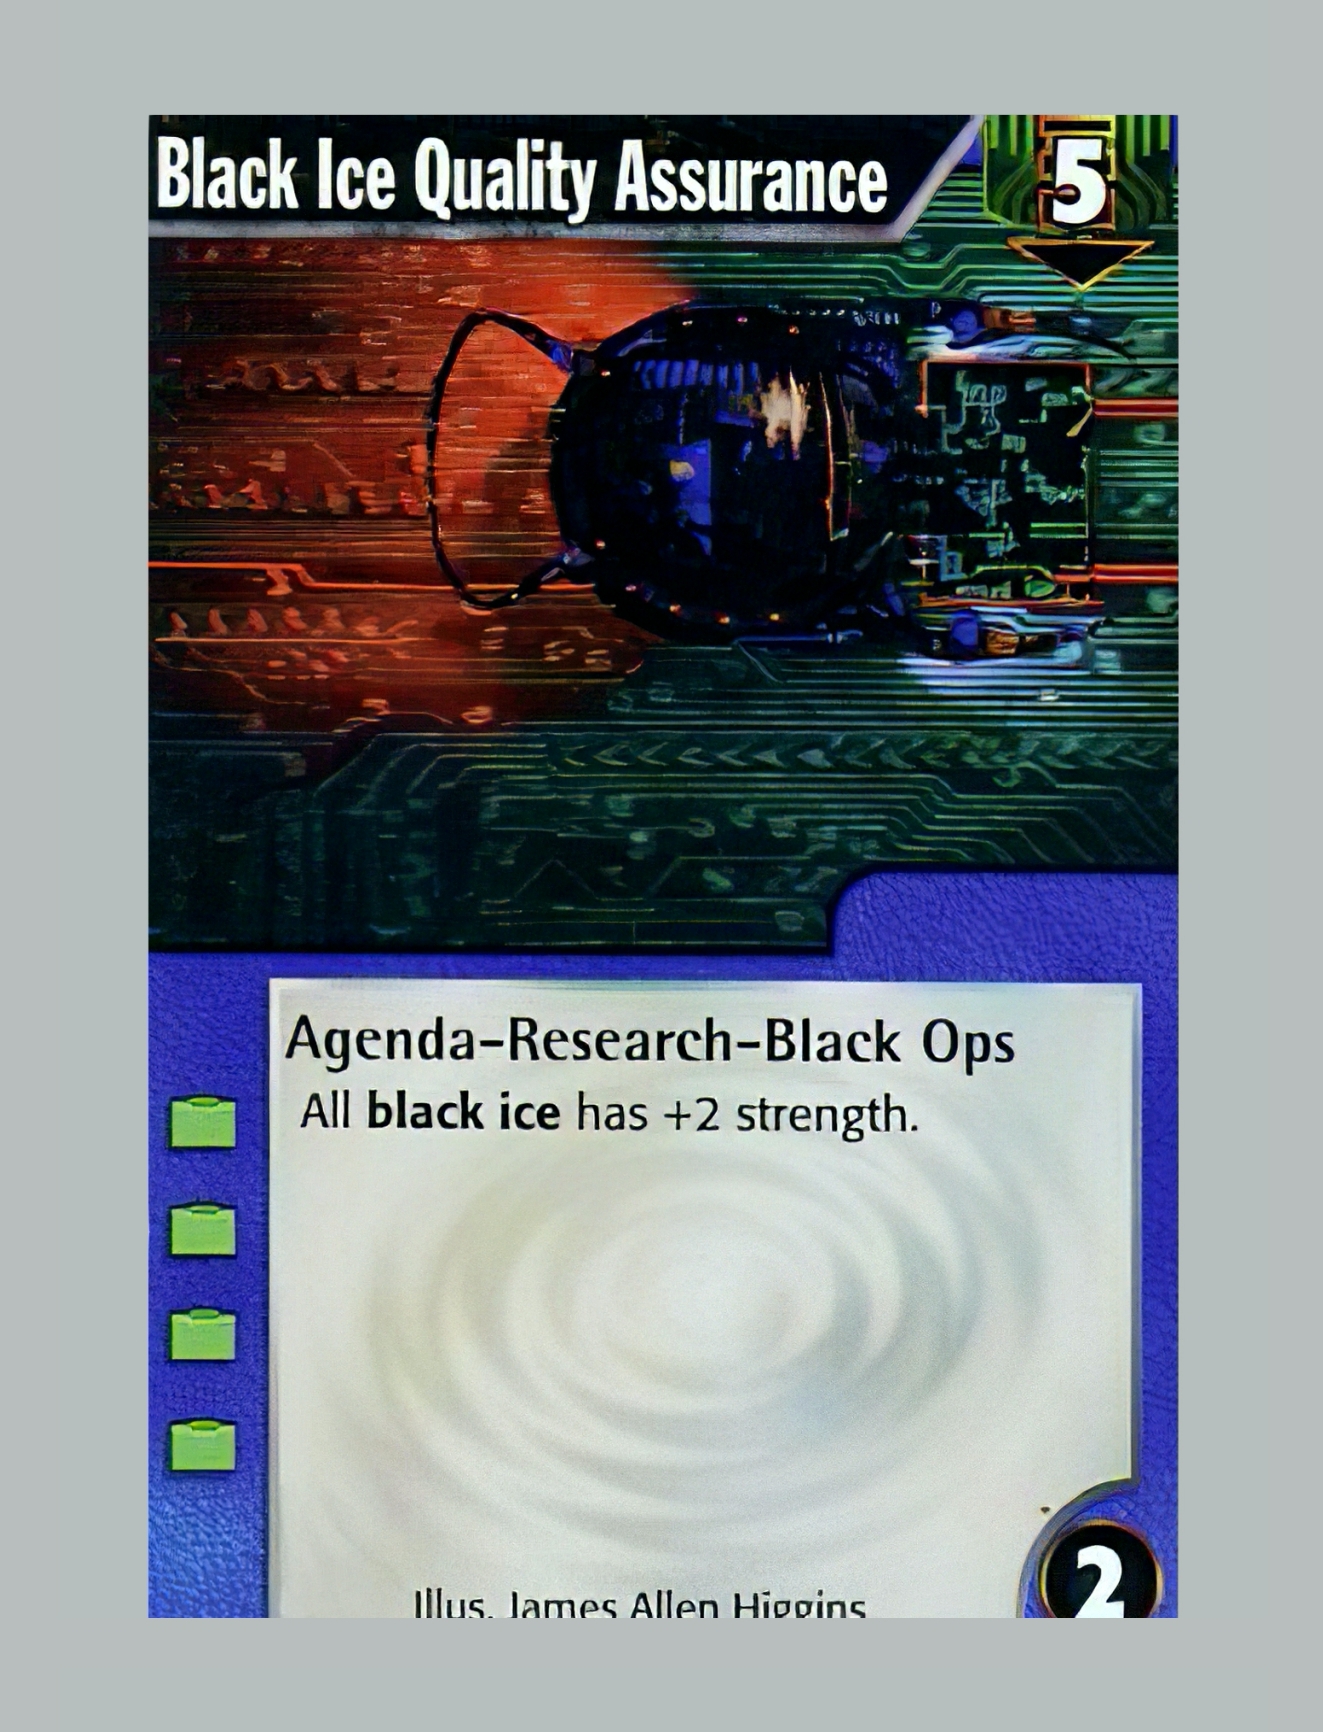 Black Ice Quality Assurance
5
Agenda–Research–Black Ops
All black ice has +2 strength.
Illus. James Allen Higgins
2